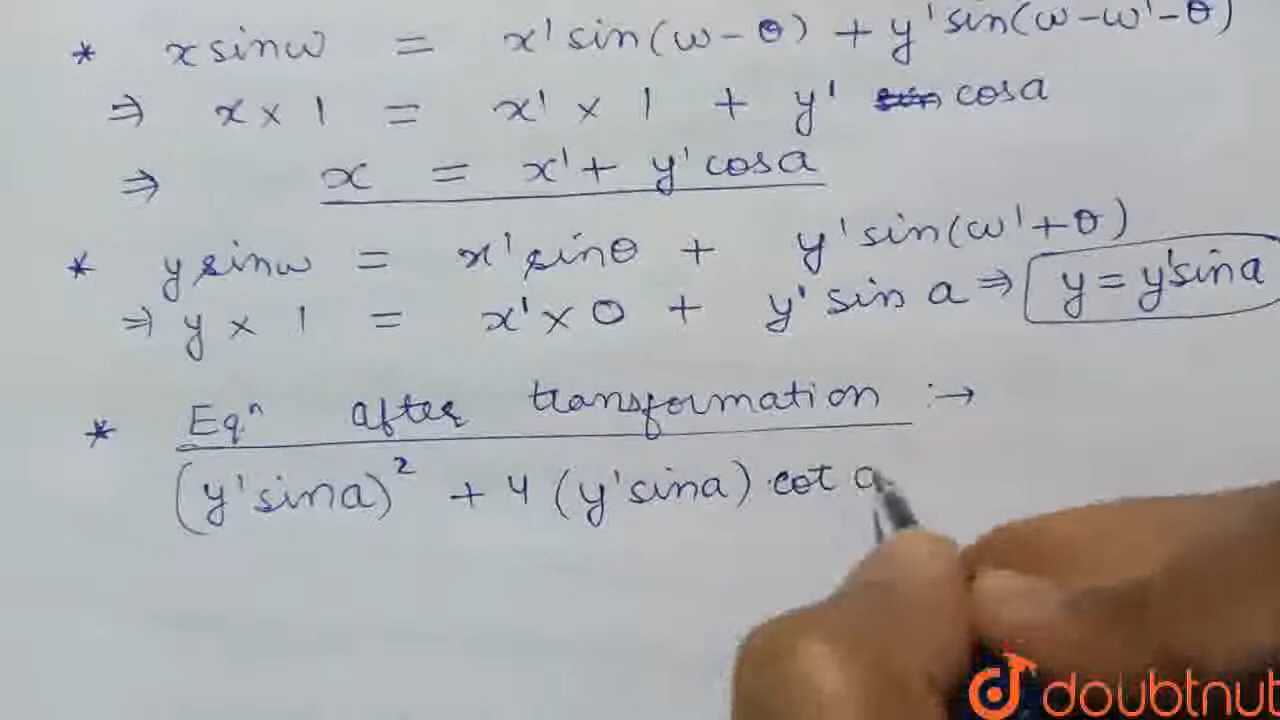 * x sinω = x' sin(ω - θ) + y' sin(ω - ω' - θ)
⇒ x × 1 = x' × 1 + y' cosa
⇒ x = x' + y' cosa
* y sinω = x' sinθ + y' sin(ω' + θ)
⇒ y × 1 = x' × 0 + y' sin a ⇒ y = y' sin a
* Eqⁿ after transformation :→
(y' sina)² + 4 (y' sina) cot a
doubtnut